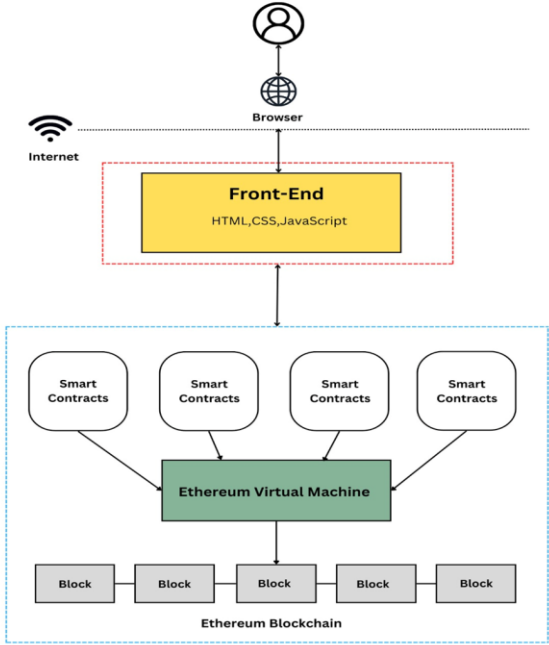 Browser
Internet
Front-End
HTML,CSS,JavaScript
Smart
Contracts
Smart
Contracts
Smart
Contracts
Smart
Contracts
Ethereum Virtual Machine
Block
Block
Block
Block
Block
Ethereum Blockchain